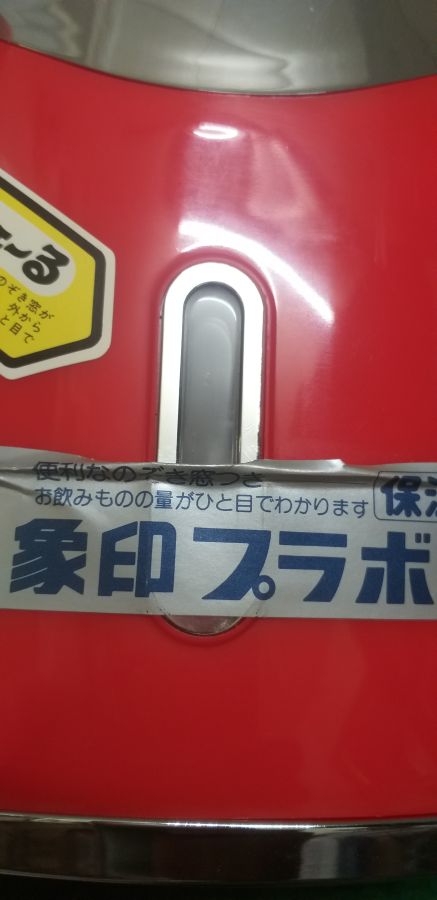 ェ〜る
のぞき窓が
外から
と目で
便利なのぞき窓つき
お飲みものの量がひと目でわかります
保
象印 プラボ